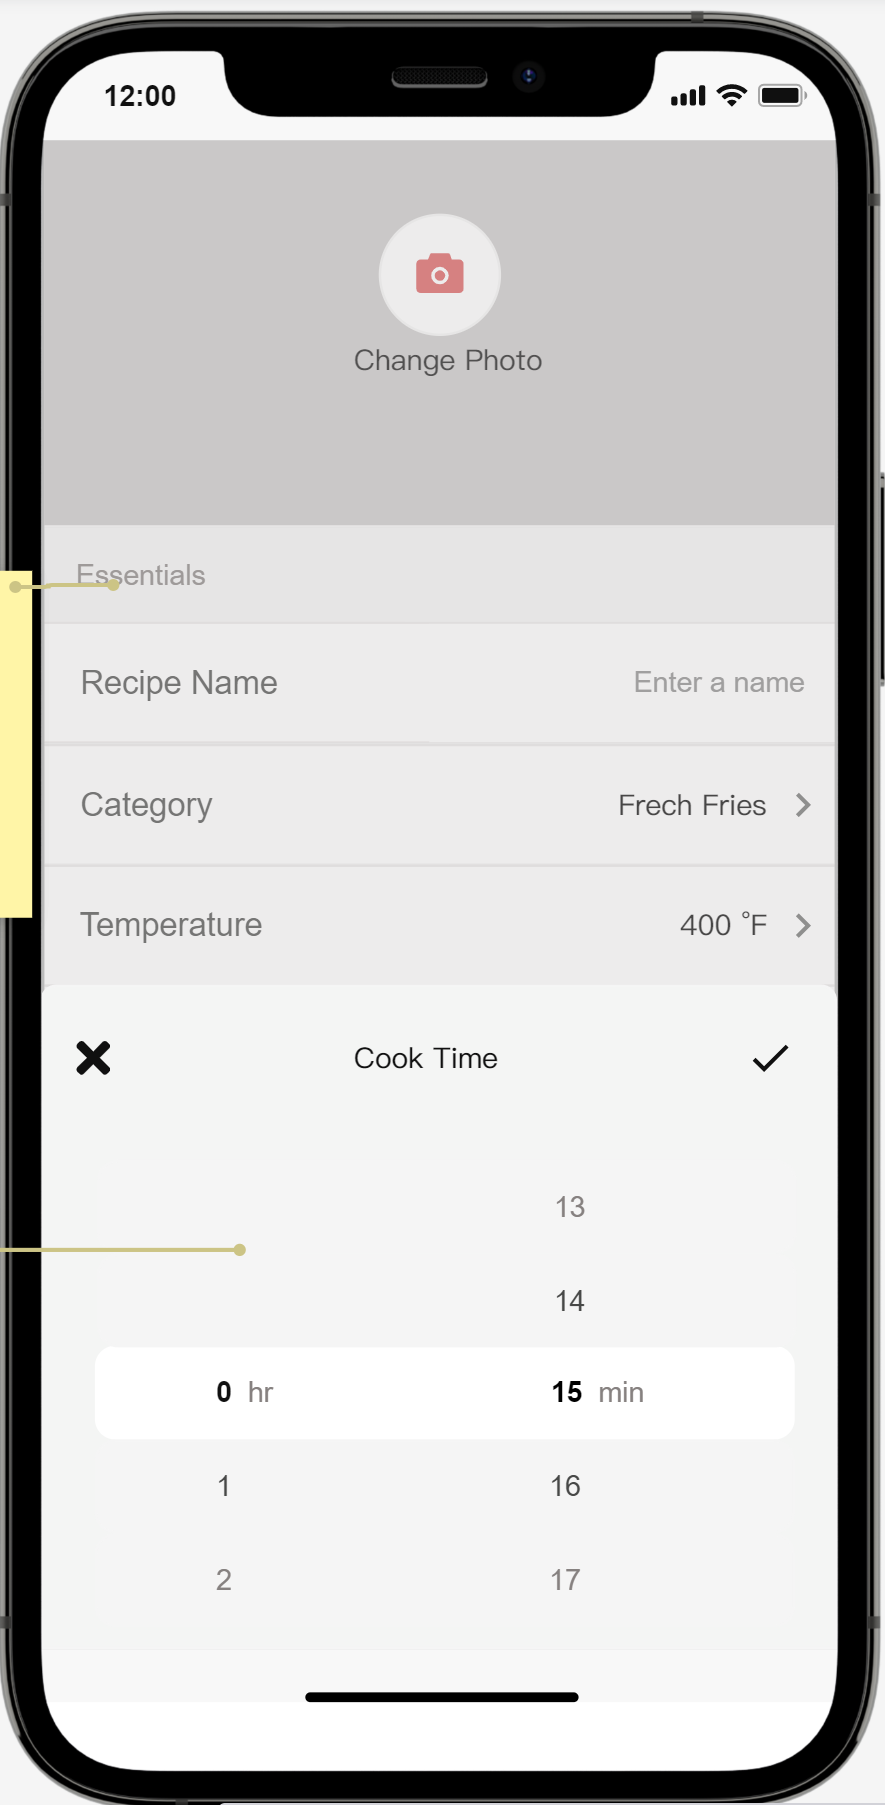 12:00
Change Photo
Essentials
Recipe Name Enter a name
Category Frech Fries
Temperature 400 °F
Cook Time
13
14
0 hr 15 min
1 16
2 17